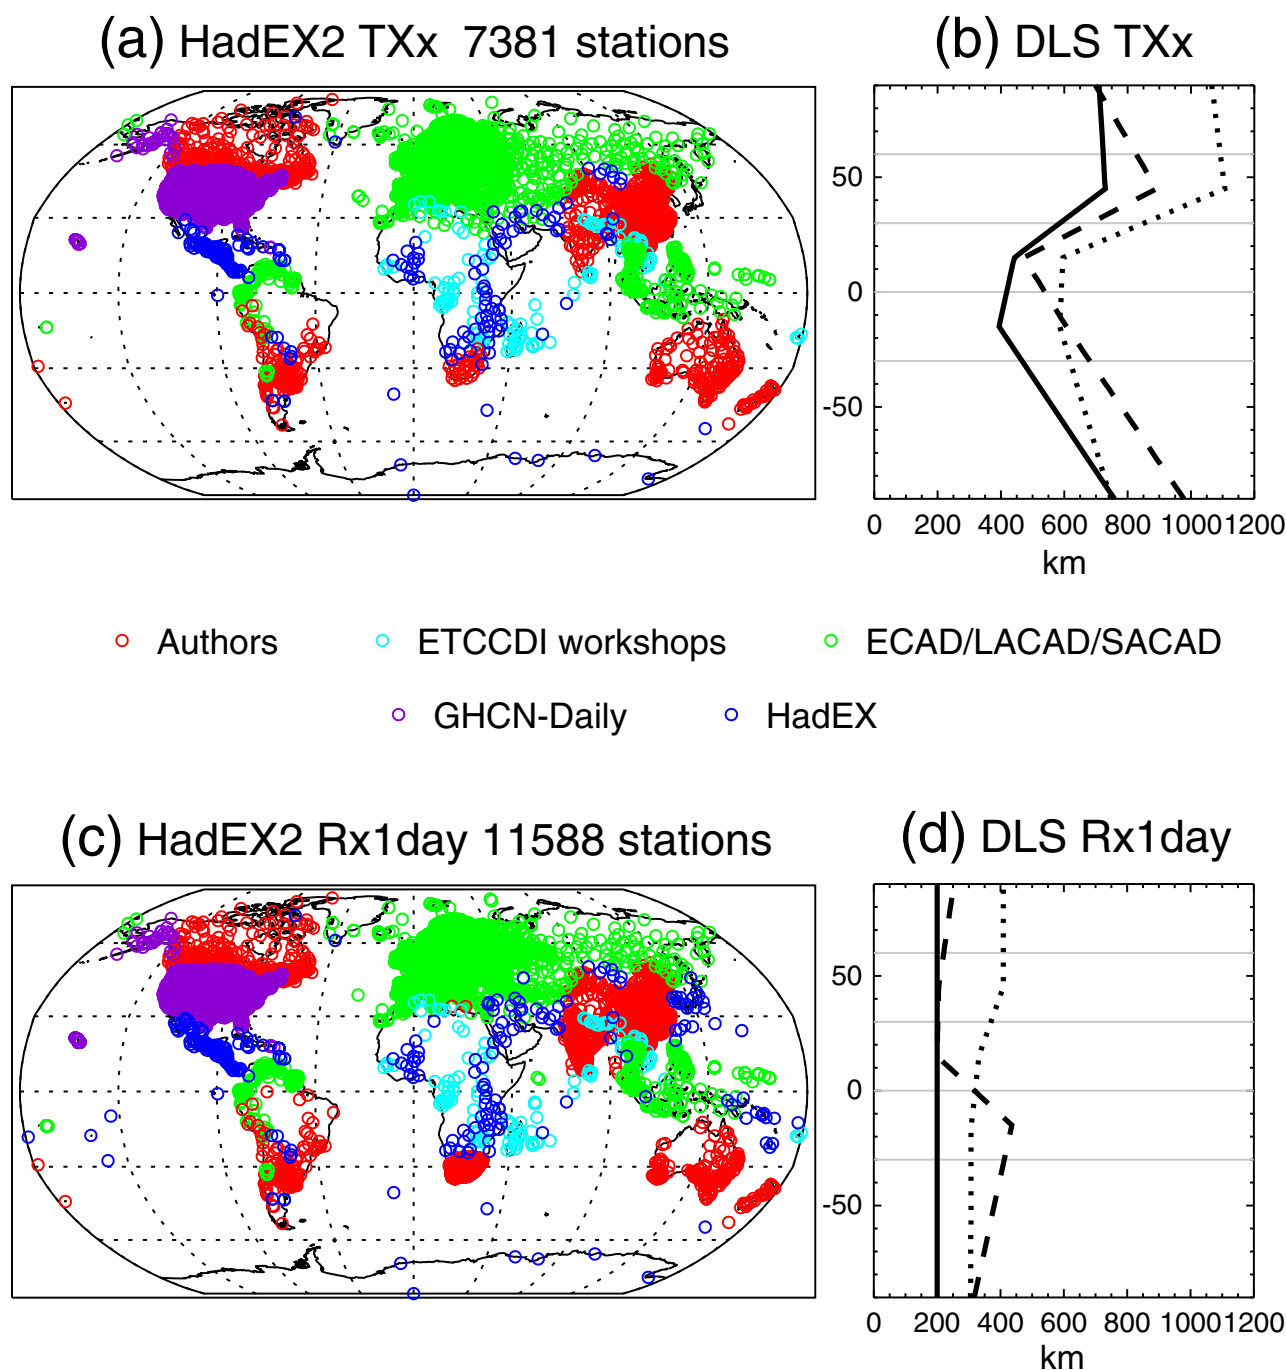 (a) HadEX2 TXx 7381 stations
(b) DLS TXx
50
0
-50
0 200 400 600 800 1000 1200
km
Authors
ETCCDI workshops
ECAD/LACAD/SACAD
GHCN-Daily
HadEX
(c) HadEX2 Rx1day 11588 stations
(d) DLS Rx1day
50
0
-50
0 200 400 600 800 1000 1200
km